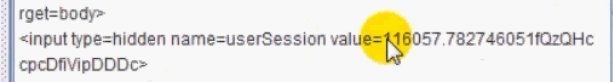 rget=body>
<input type=hidden name=userSession value=116057.782746051fQzQHc
cpcDfiVipDDDc>